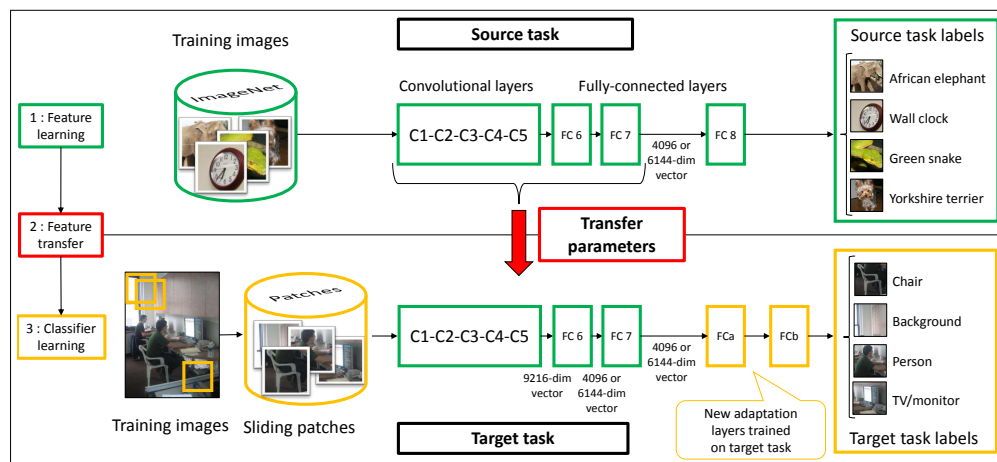 Training images
Source task
Source task labels
ImageNet
Convolutional layers
Fully-connected layers
African elephant
1 : Feature
learning
C1-C2-C3-C4-C5
FC 6
FC 7
FC 8
4096 or
6144-dim
vector
Wall clock
Green snake
Yorkshire terrier
2 : Feature
transfer
Transfer
parameters
3 : Classifier
learning
Patches
C1-C2-C3-C4-C5
FC 6
FC 7
FCa
FCb
9216-dim
vector
4096 or
6144-dim
vector
4096 or
6144-dim
vector
Chair
Background
Person
TV/monitor
Training images
Sliding patches
Target task
New adaptation
layers trained
on target task
Target task labels